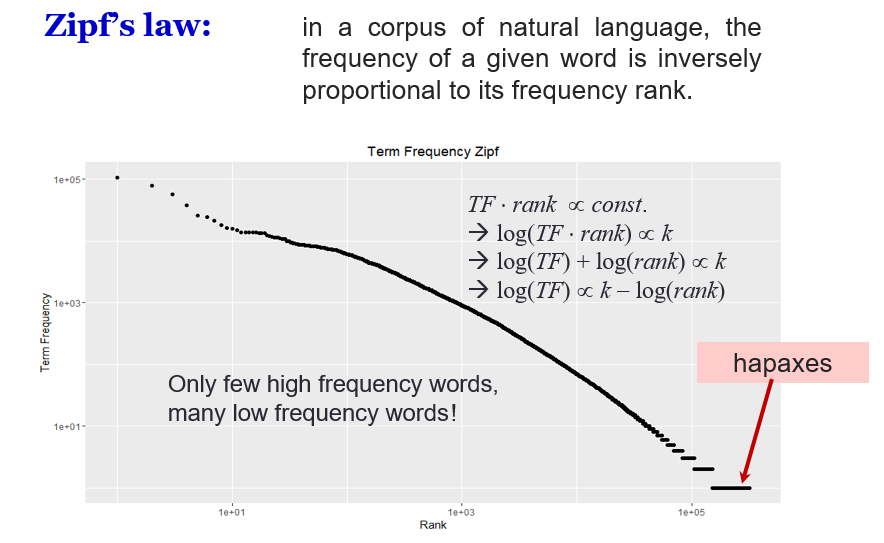 Zipf's law:
in a corpus of natural language, the
frequency of a given word is inversely
proportional to its frequency rank.
Term Frequency Zipf
1e+05
1e+03
1e+01
Term Frequency
TF · rank ∝ const.
→ log(TF · rank) ∝ k
→ log(TF) + log(rank) ∝ k
→ log(TF) ∝ k – log(rank)
hapaxes
Only few high frequency words,
many low frequency words!
1e+01 1e+03 1e+05
Rank